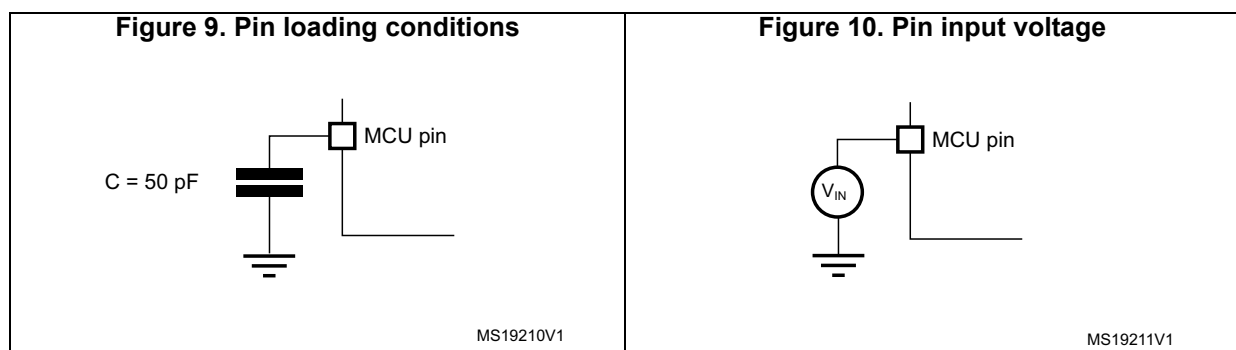 Figure 9. Pin loading conditions
MCU pin
C = 50 pF
MS19210V1
Figure 10. Pin input voltage
MCU pin
VIN
MS19211V1